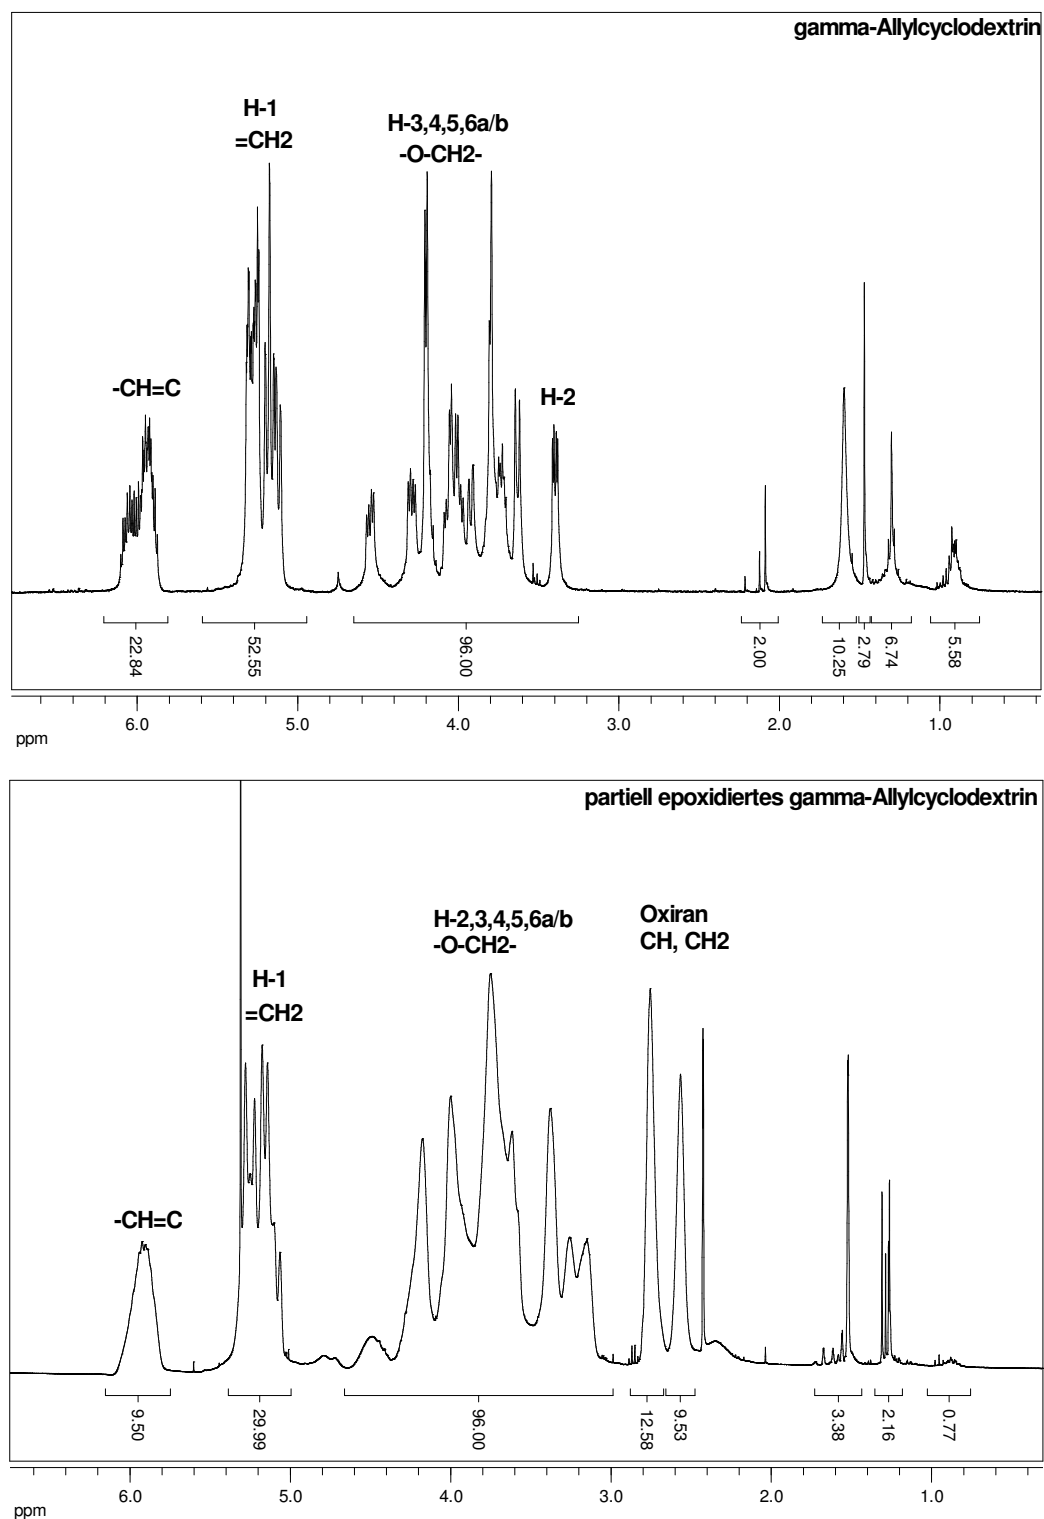 gamma-Allylcyclodextrin
H-1
=CH2
H-3,4,5,6a/b
-O-CH2-
-CH=C
H-2
22.84
52.55
96.00
2.00
10.25
2.79
6.74
5.58
6.0
5.0
4.0
3.0
2.0
1.0
ppm
partiell epoxidiertes gamma-Allylcyclodextrin
H-2,3,4,5,6a/b
-O-CH2-
Oxiran
CH, CH2
H-1
=CH2
-CH=C
9.50
29.99
96.00
12.58
9.53
3.38
2.16
0.77
6.0
5.0
4.0
3.0
2.0
1.0
ppm